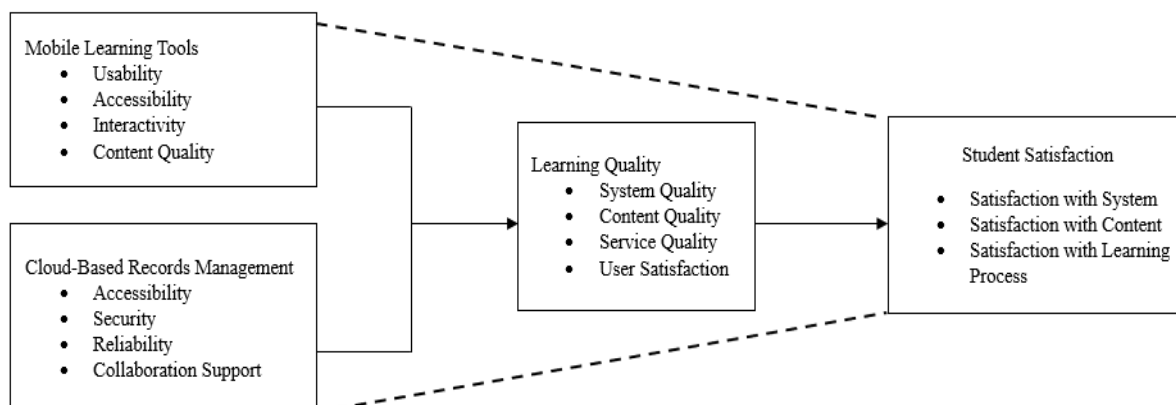 Mobile Learning Tools
• Usability
• Accessibility
• Interactivity
• Content Quality
Cloud-Based Records Management
• Accessibility
• Security
• Reliability
• Collaboration Support
Learning Quality
• System Quality
• Content Quality
• Service Quality
• User Satisfaction
Student Satisfaction
• Satisfaction with System
• Satisfaction with Content
• Satisfaction with Learning
Process